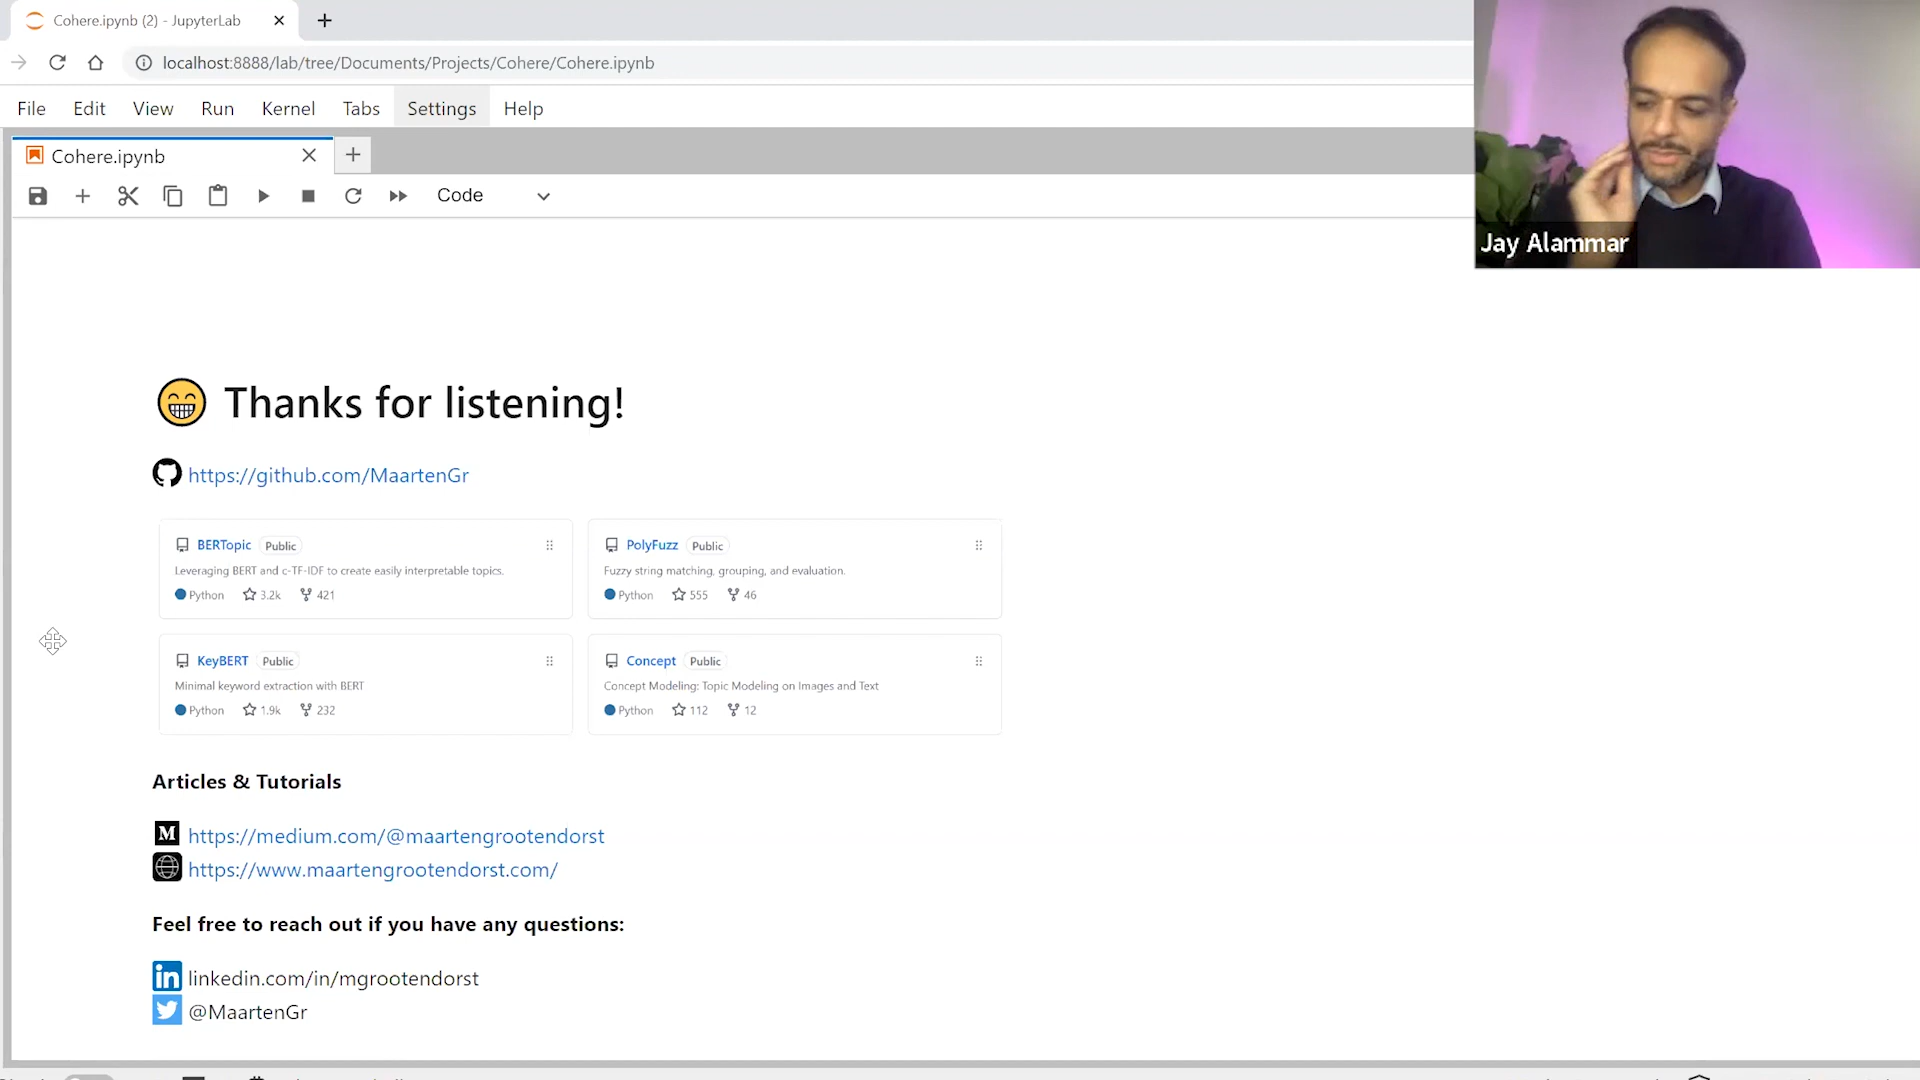 Cohere.ipynb (2) - JupyterLab
localhost:8888/lab/tree/Documents/Projects/Cohere/Cohere.ipynb
File Edit View Run Kernel Tabs Settings Help
Cohere.ipynb
Code
Jay Alammar
Thanks for listening!
https://github.com/MaartenGr
BERTopic Public
Leveraging BERT and c-TF-IDF to create easily interpretable topics.
Python 3.2k 421
PolyFuzz Public
Fuzzy string matching, grouping, and evaluation.
Python 555 46
KeyBERT Public
Minimal keyword extraction with BERT
Python 1.9k 232
Concept Public
Concept Modeling: Topic Modeling on Images and Text
Python 112 12
Articles & Tutorials
M https://medium.com/@maartengrootendorst
https://www.maartengrootendorst.com/
Feel free to reach out if you have any questions:
in linkedin.com/in/mgrootendorst
@MaartenGr